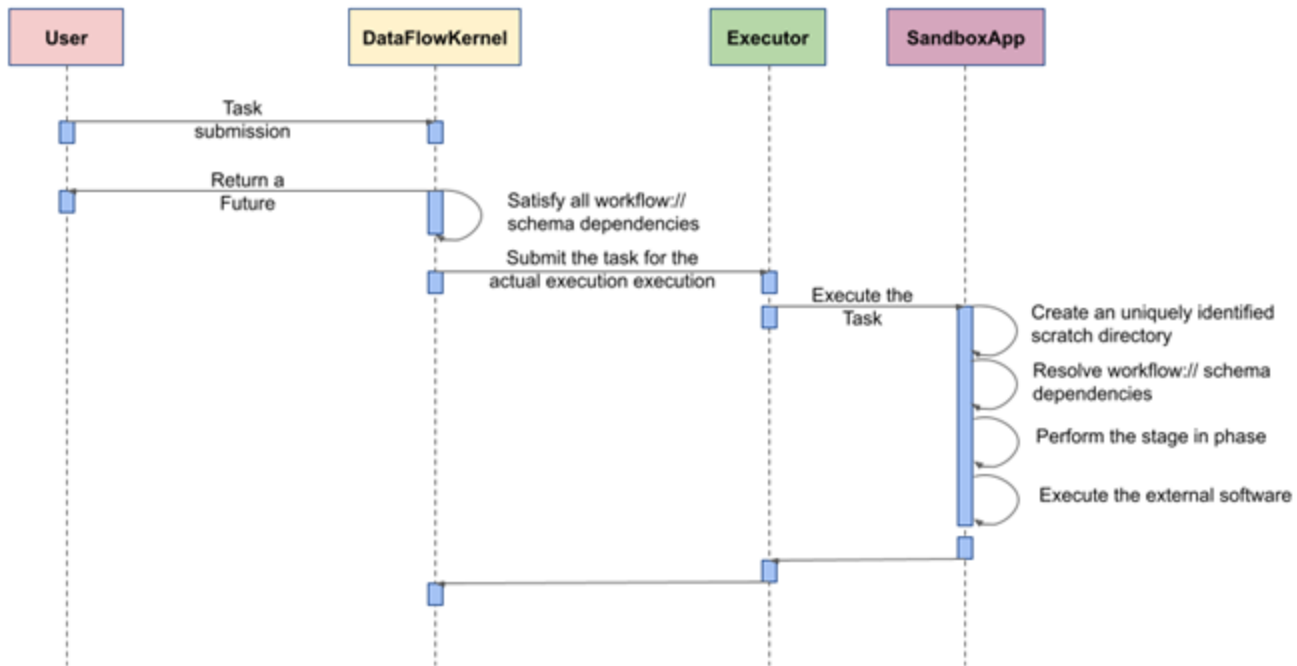 User
DataFlowKernel
Executor
SandboxApp
Task
submission
Return a
Future
Satisfy all workflow://
schema dependencies
Submit the task for the
actual execution execution
Execute the
Task
Create an uniquely identified
scratch directory
Resolve workflow:// schema
dependencies
Perform the stage in phase
Execute the external software